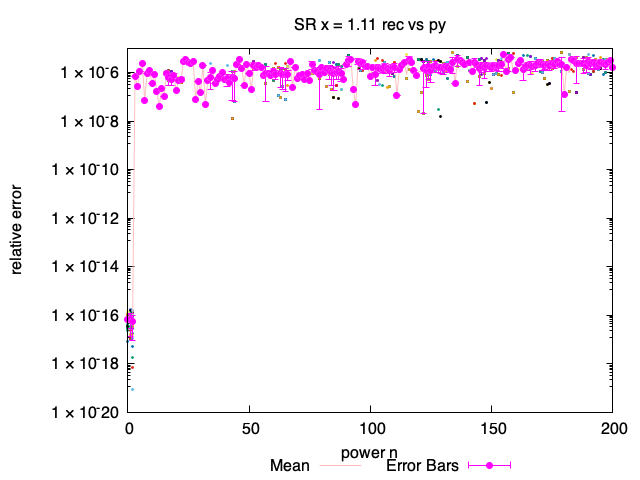 SR x = 1.11 rec vs py
1 × 10-6
1 × 10-8
1 × 10-10
1 × 10-12
1 × 10-14
1 × 10-16
1 × 10-18
1 × 10-20
relative error
0 50 100 150 200
power n
Mean Error Bars